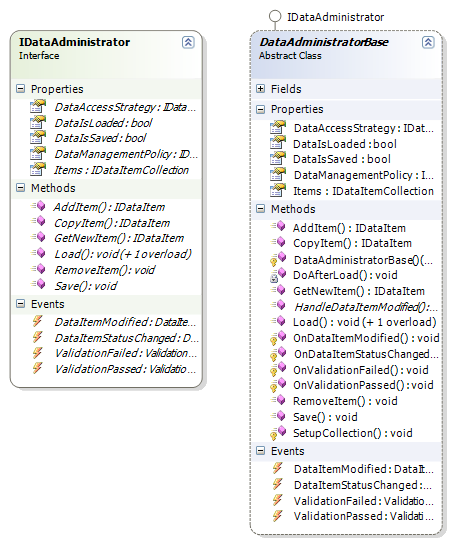 IDataAdministrator
Interface
Properties
DataAccessStrategy : IData...
DataIsLoaded : bool
DataIsSaved : bool
DataManagementPolicy : ID...
Items : IDataItemCollection
Methods
AddItem() : IDataItem
CopyItem() : IDataItem
GetNewItem() : IDataItem
Load() : void (+ 1 overload)
RemoveItem() : void
Save() : void
Events
DataItemModified : DataIte...
DataItemStatusChanged : D...
ValidationFailed : Validation...
ValidationPassed : Validatio...
IDataAdministrator
DataAdministratorBase
Abstract Class
Fields
Properties
DataAccessStrategy : IDat...
DataIsLoaded : bool
DataIsSaved : bool
DataManagementPolicy : I...
Items : IDataItemCollection
Methods
AddItem() : IDataItem
CopyItem() : IDataItem
DataAdministratorBase()(...
DoAfterLoad() : void
GetNewItem() : IDataItem
HandleDataItemModified() :...
Load() : void (+ 1 overload)
OnDataItemModified() : void
OnDataItemStatusChanged...
OnValidationFailed() : void
OnValidationPassed() : void
RemoveItem() : void
Save() : void
SetupCollection() : void
Events
DataItemModified : DataIt...
DataItemStatusChanged :...
ValidationFailed : Validatio...
ValidationPassed : Validati...